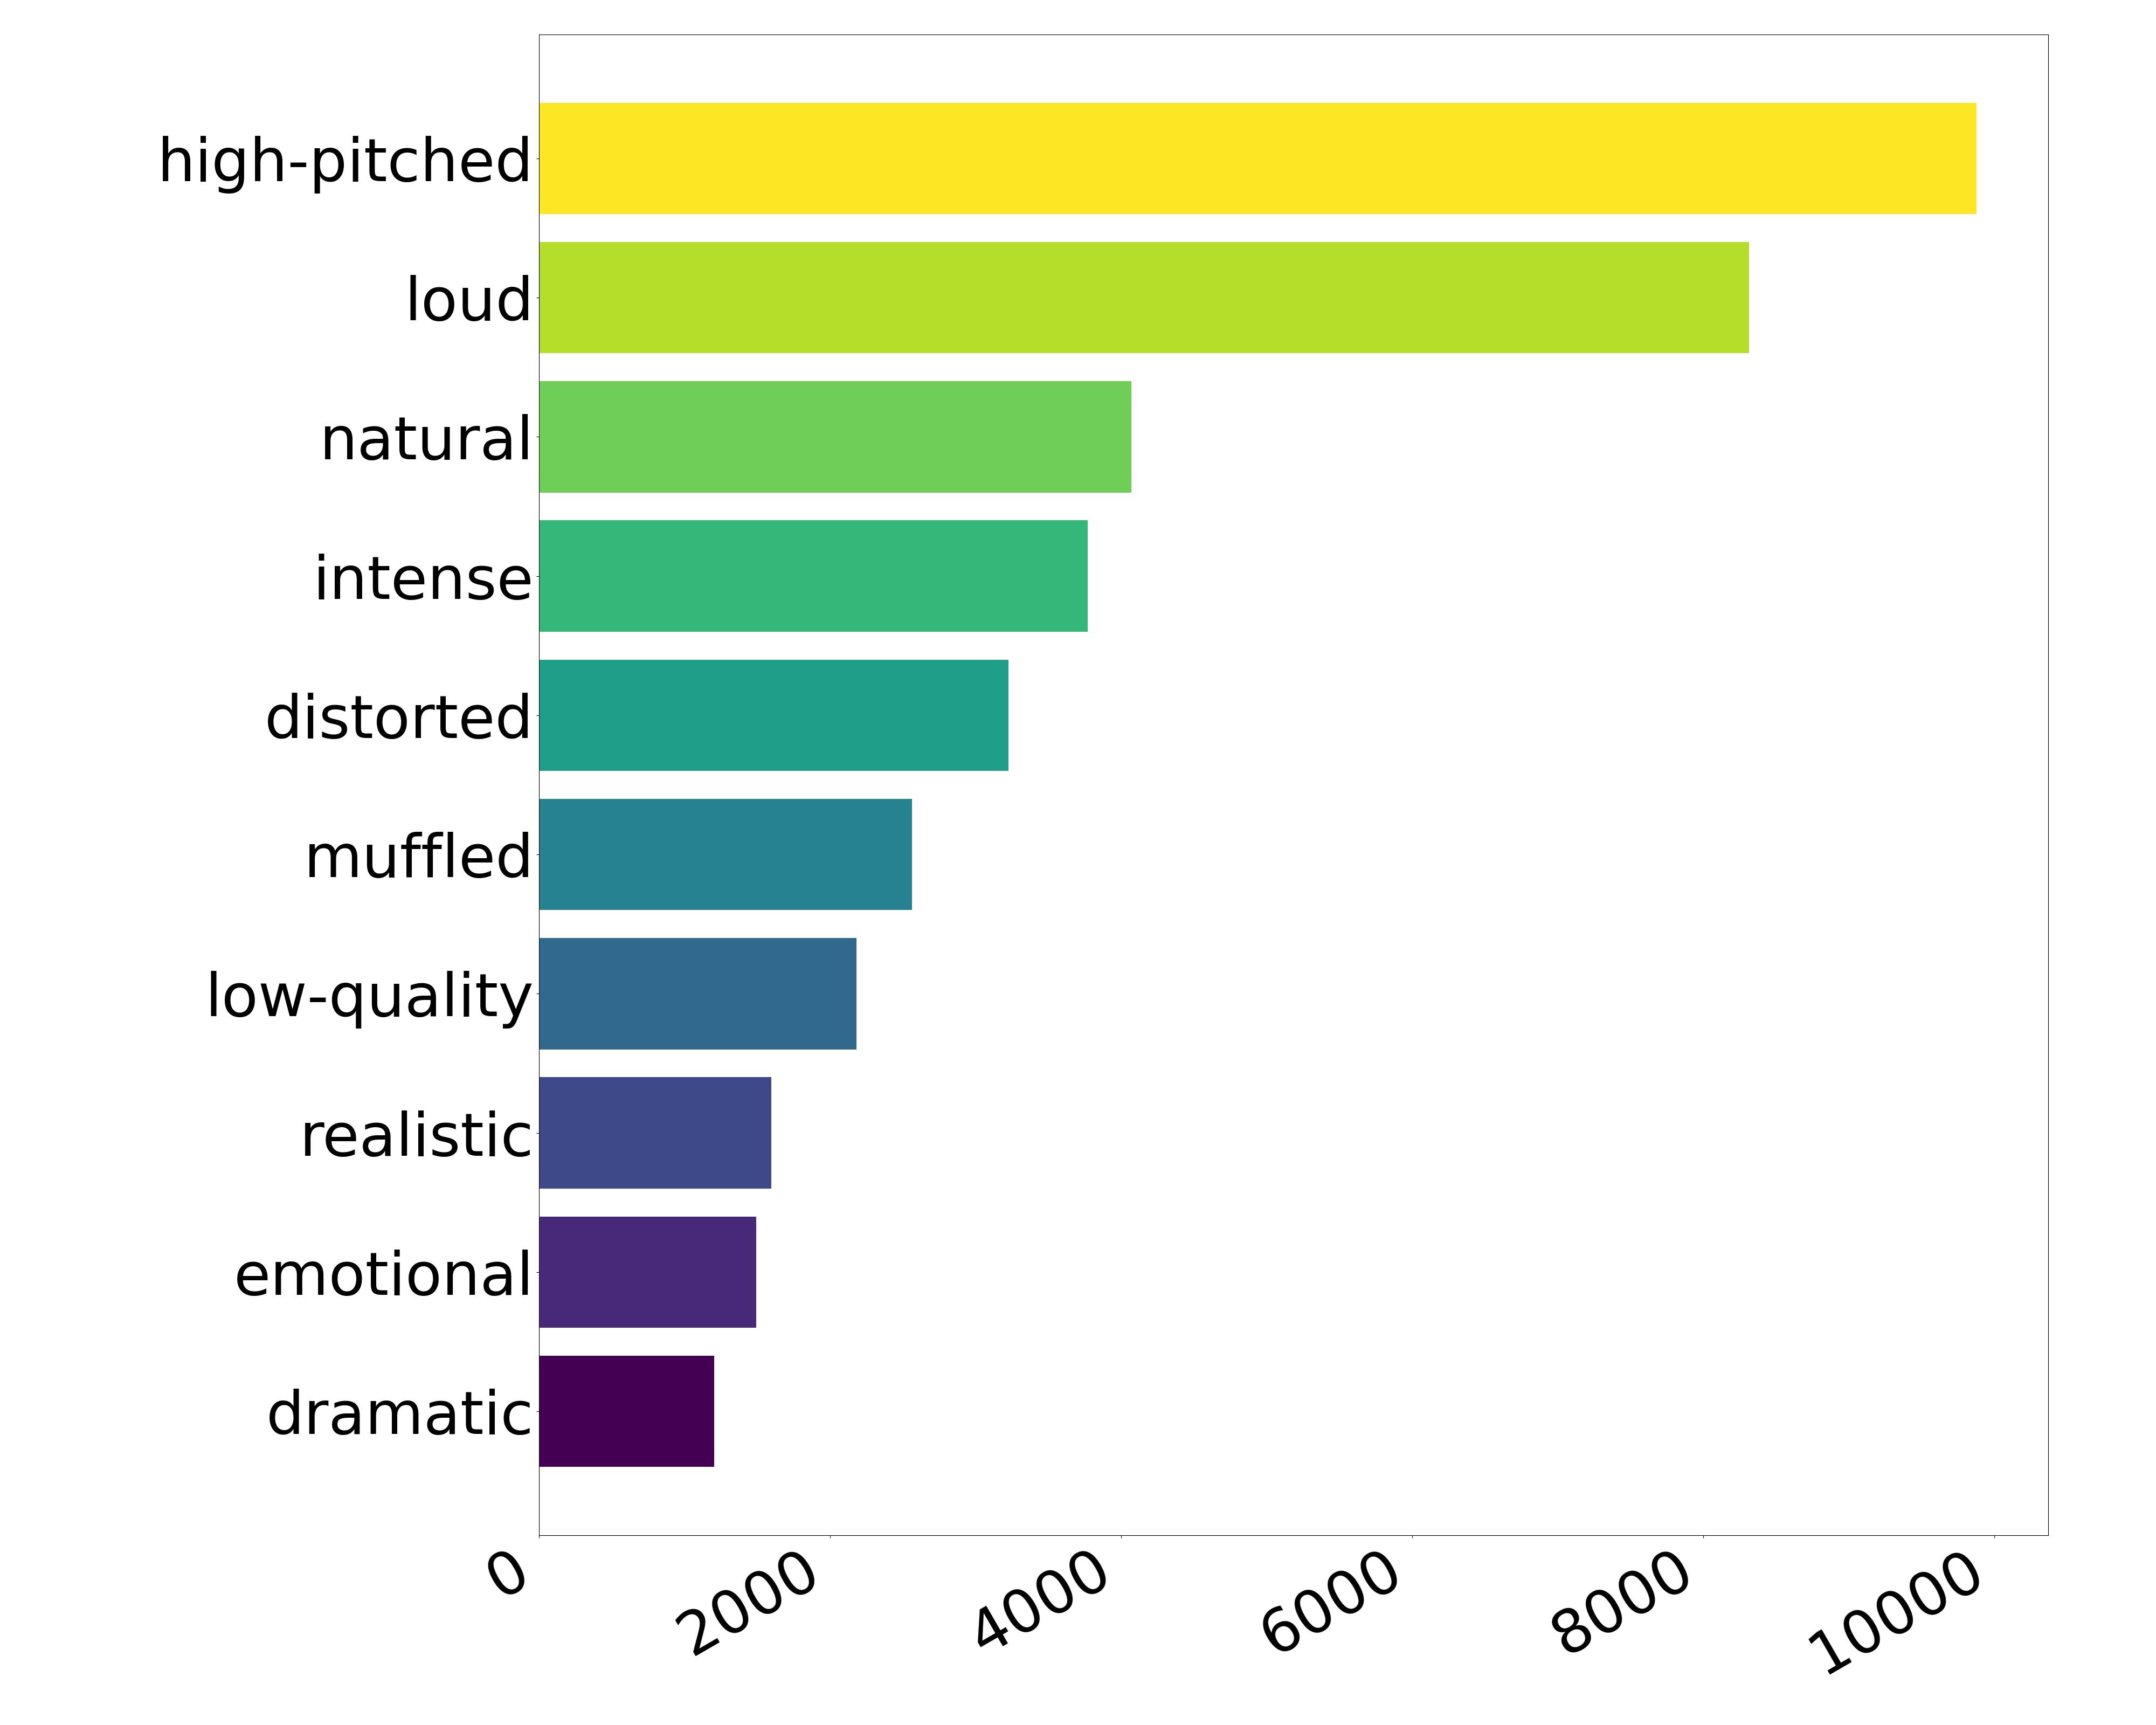 high-pitched
loud
natural
intense
distorted
muffled
low-quality
realistic
emotional
dramatic
0
2000
4000
6000
8000
10000